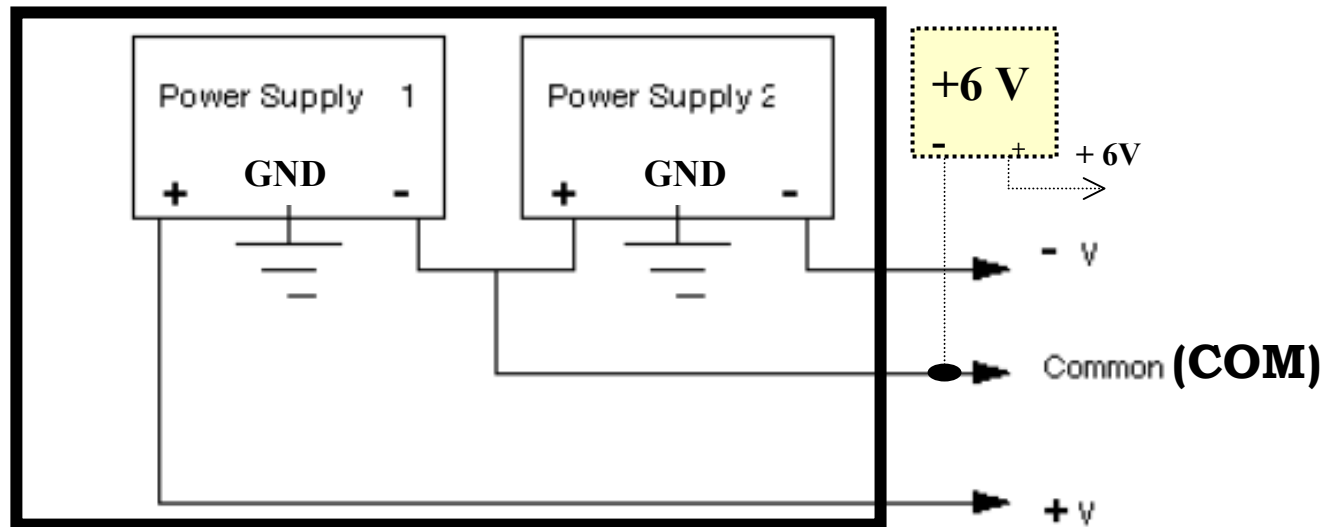 Power Supply 1
GND
+ -
Power Supply 2
GND
+ -
+6 V
- +
+ 6V
- V
Common (COM)
+ V